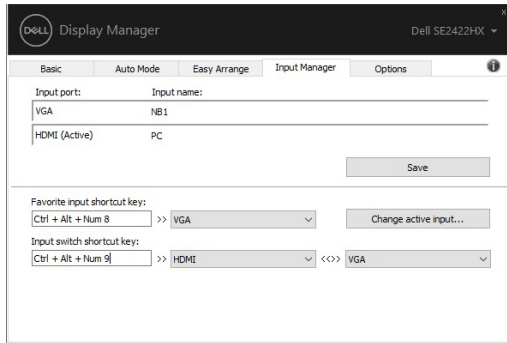 DELL Display Manager Dell SE2422HX
Basic Auto Mode Easy Arrange Input Manager Options
Input port: Input name:
VGA NB1
HDMI (Active) PC
Save
Favorite input shortcut key:
Ctrl + Alt + Num 8 >> VGA Change active input...
Input switch shortcut key:
Ctrl + Alt + Num 9 >> HDMI <<>> VGA